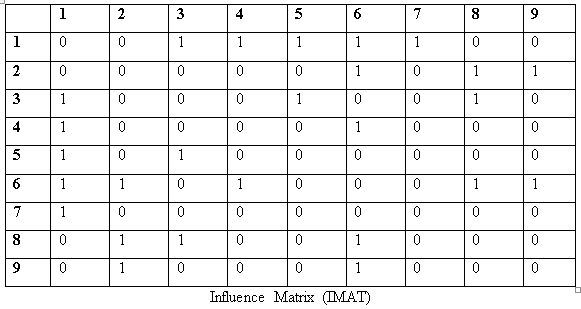 1 2 3 4 5 6 7 8 9
1 0 0 1 1 1 1 1 0 0
2 0 0 0 0 0 1 0 1 1
3 1 0 0 0 1 0 0 1 0
4 1 0 0 0 0 1 0 0 0
5 1 0 1 0 0 0 0 0 0
6 1 1 0 1 0 0 0 1 1
7 1 0 0 0 0 0 0 0 0
8 0 1 1 0 0 1 0 0 0
9 0 1 0 0 0 1 0 0 0
Influence Matrix (IMAT)